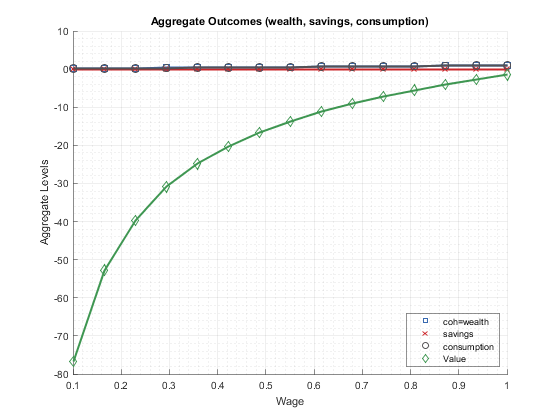 Aggregate Outcomes (wealth, savings, consumption)
10
0
-10
-20
-30
-40
-50
-60
-70
-80
Aggregate Levels
0.1 0.2 0.3 0.4 0.5 0.6 0.7 0.8 0.9 1
Wage
coh=wealth
savings
consumption
Value